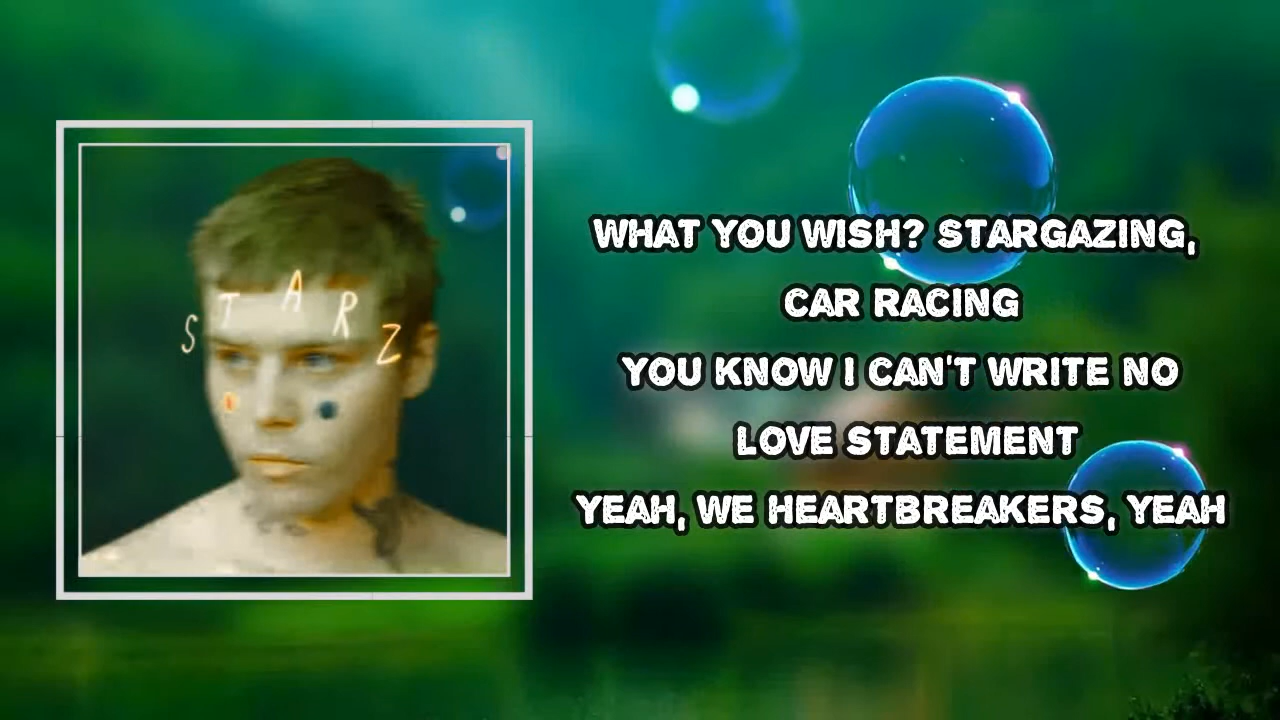 STARZ
WHAT YOU WISH? STARGAZING,
CAR RACING
YOU KNOW I CAN'T WRITE NO
LOVE STATEMENT
YEAH, WE HEARTBREAKERS, YEAH